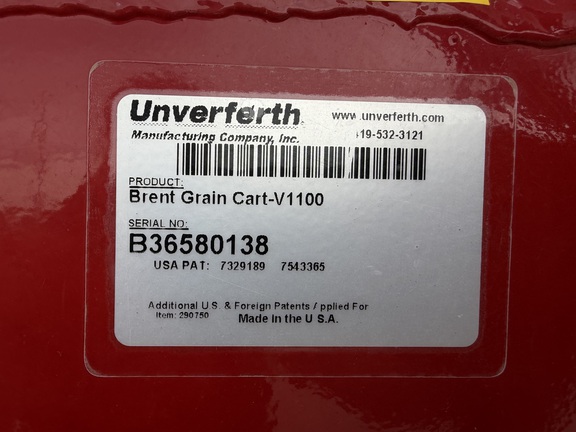 Unverferth www.unverferth.com
Manufacturing Company, Inc. 19-532-3121
PRODUCT:
Brent Grain Cart-V1100
SERIAL NO:
B36580138
USA PAT: 7329189 7543365
Additional U.S. & Foreign Patents pplied For
Item: 290750 Made in the U S.A.